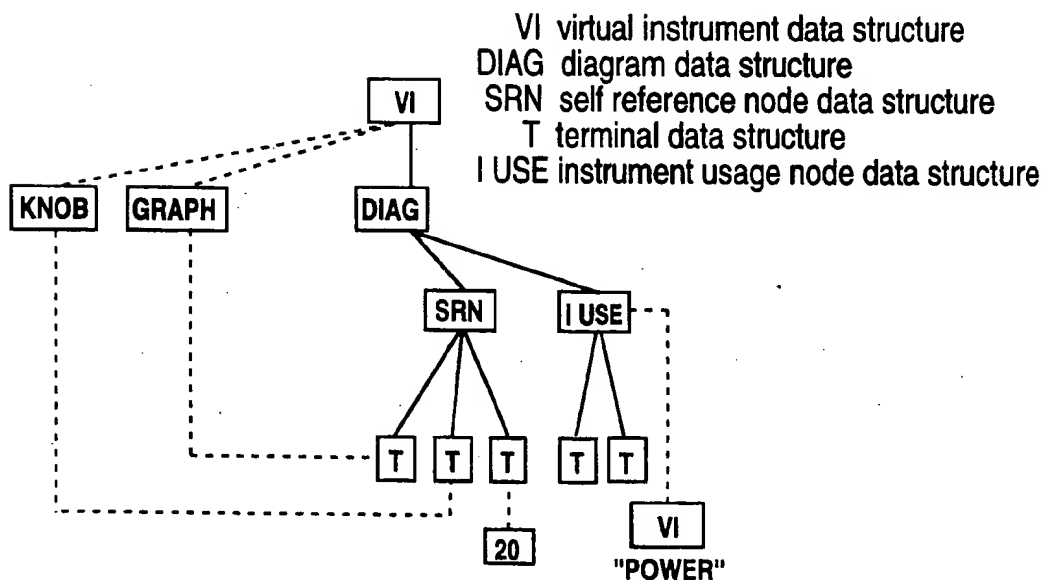 VI virtual instrument data structure
DIAG diagram data structure
SRN self reference node data structure
T terminal data structure
I USE instrument usage node data structure
VI
KNOB
GRAPH
DIAG
SRN
I USE
T
T
T
T
T
20
VI
"POWER"